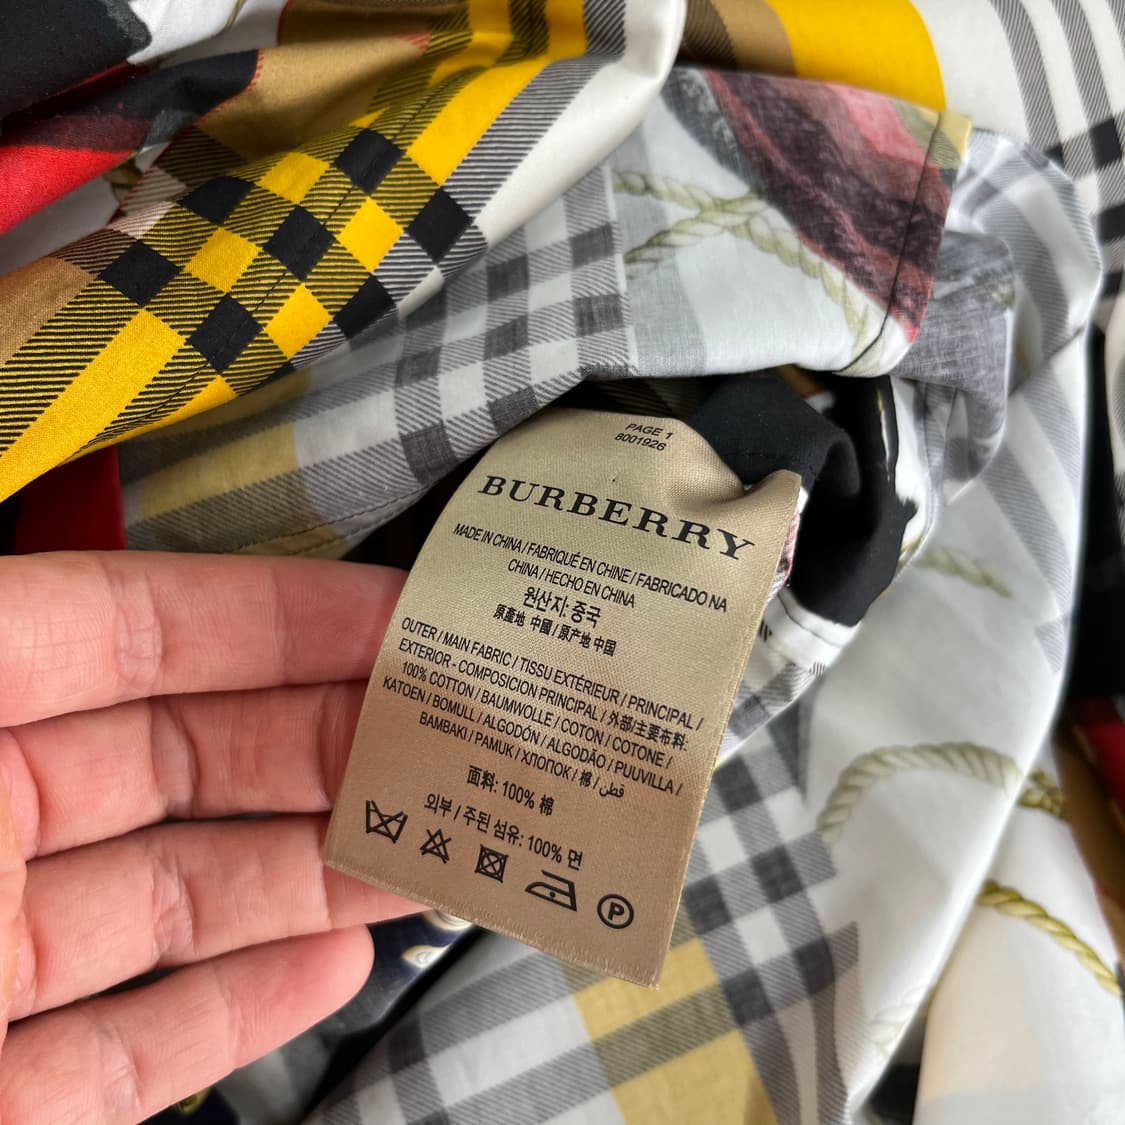 PAGE 1
8001926
BURBERRY
MADE IN CHINA / FABRIQUÉ EN CHINE / FABRICADO NA
CHINA / HECHO EN CHINA
원산지: 중국
原產地 中國 / 原产地 中国
OUTER / MAIN FABRIC / TISSU EXTÉRIEUR / PRINCIPAL /
EXTERIOR - COMPOSICION PRINCIPAL / 外部/主要布料.
100% COTTON / BAUMWOLLE / COTON / COTONE /
KATOEN / BOMULL / ALGODÓN / ALGODÃO / PUUVILLA /
BAMBAKI / PAMUK / ХЛОПОК / 棉 / قطن /
面料: 100% 棉
외부 / 주된 섬유: 100% 면
P